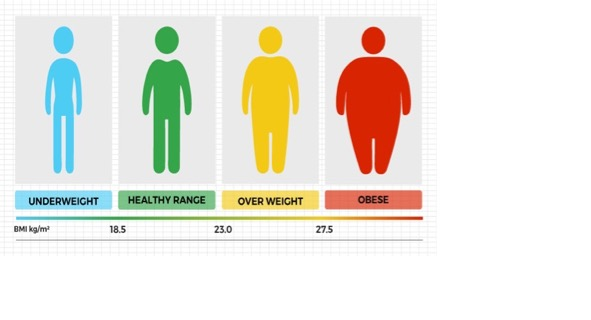 UNDERWEIGHT HEALTHY RANGE OVER WEIGHT OBESE
BMI kg/m² 18.5 23.0 27.5